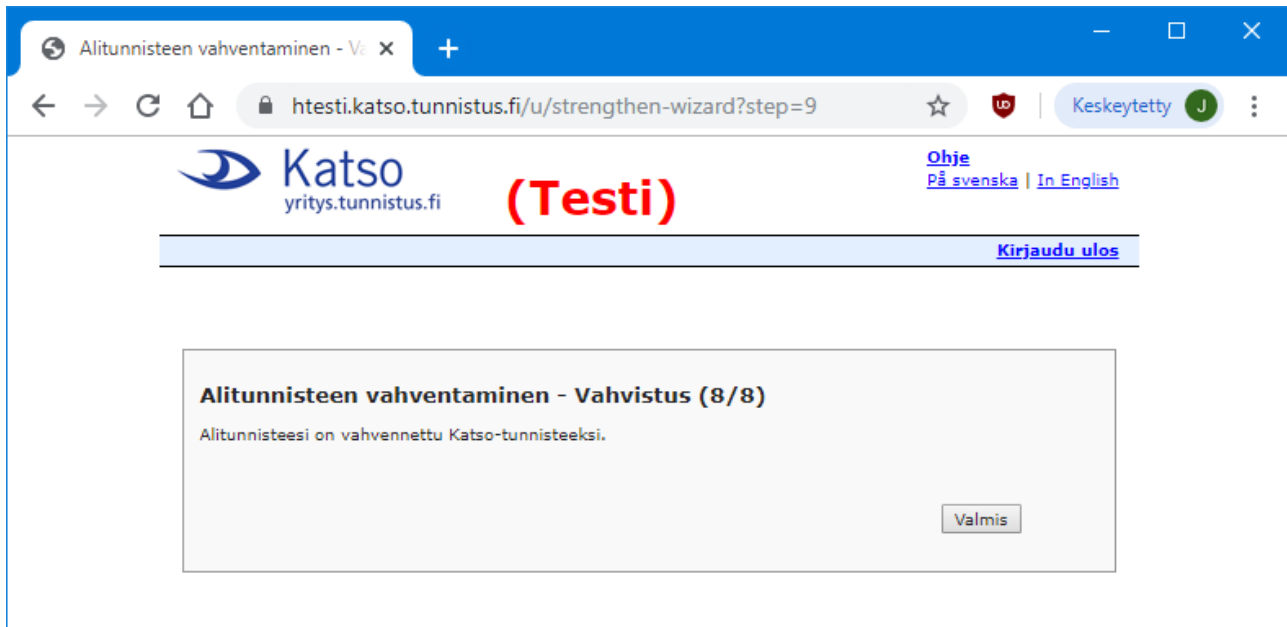 Alitunnisteen vahventaminen - Va
htesti.katso.tunnistus.fi/u/strengthen-wizard?step=9
Keskeytetty J
Katso
yritys.tunnistus.fi
(Testi)
Ohje
På svenska | In English
Kirjaudu ulos
Alitunnisteen vahventaminen - Vahvistus (8/8)
Alitunnisteesi on vahvennettu Katso-tunnisteeksi.
Valmis